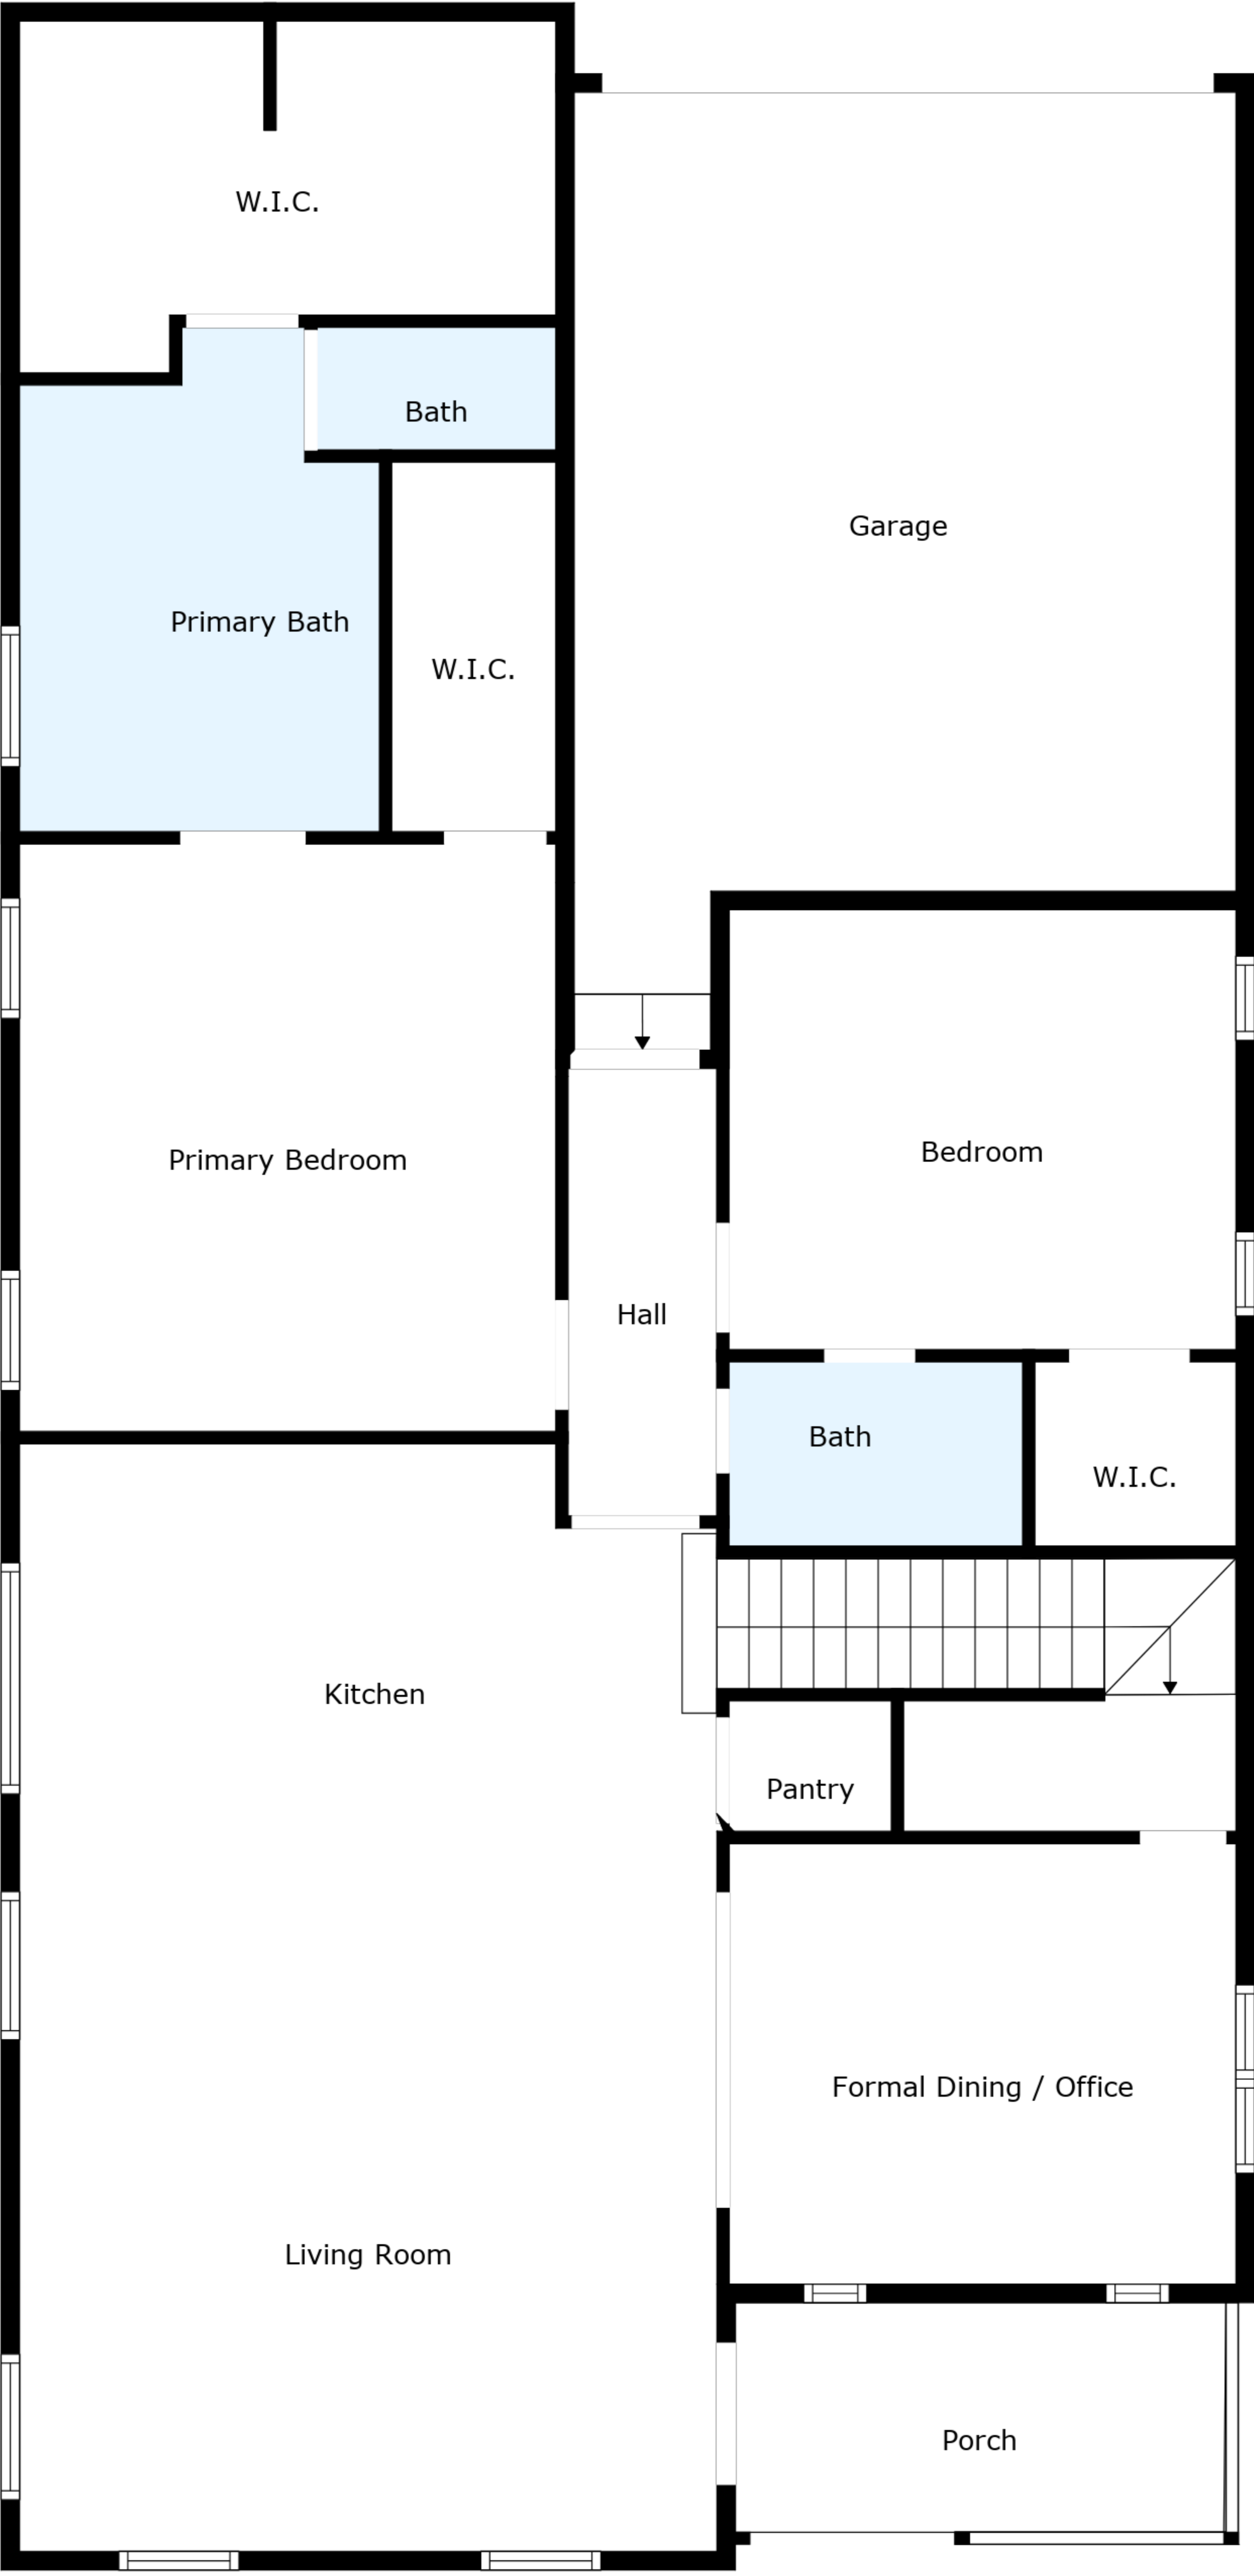 W.I.C.
Bath
Garage
Primary Bath
W.I.C.
Bedroom
Primary Bedroom
Hall
Bath
W.I.C.
Kitchen
Pantry
Formal Dining / Office
Living Room
Porch